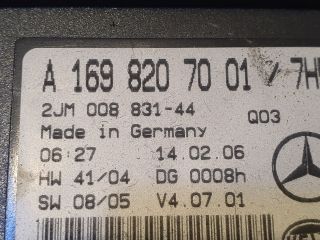 A 169 820 70 01 / 7H
2JM 008 831-44 Q03
Made in Germany
06:27 14.02.06
HW 41/04 DG 0008h
SW 08/05 V4.07.01